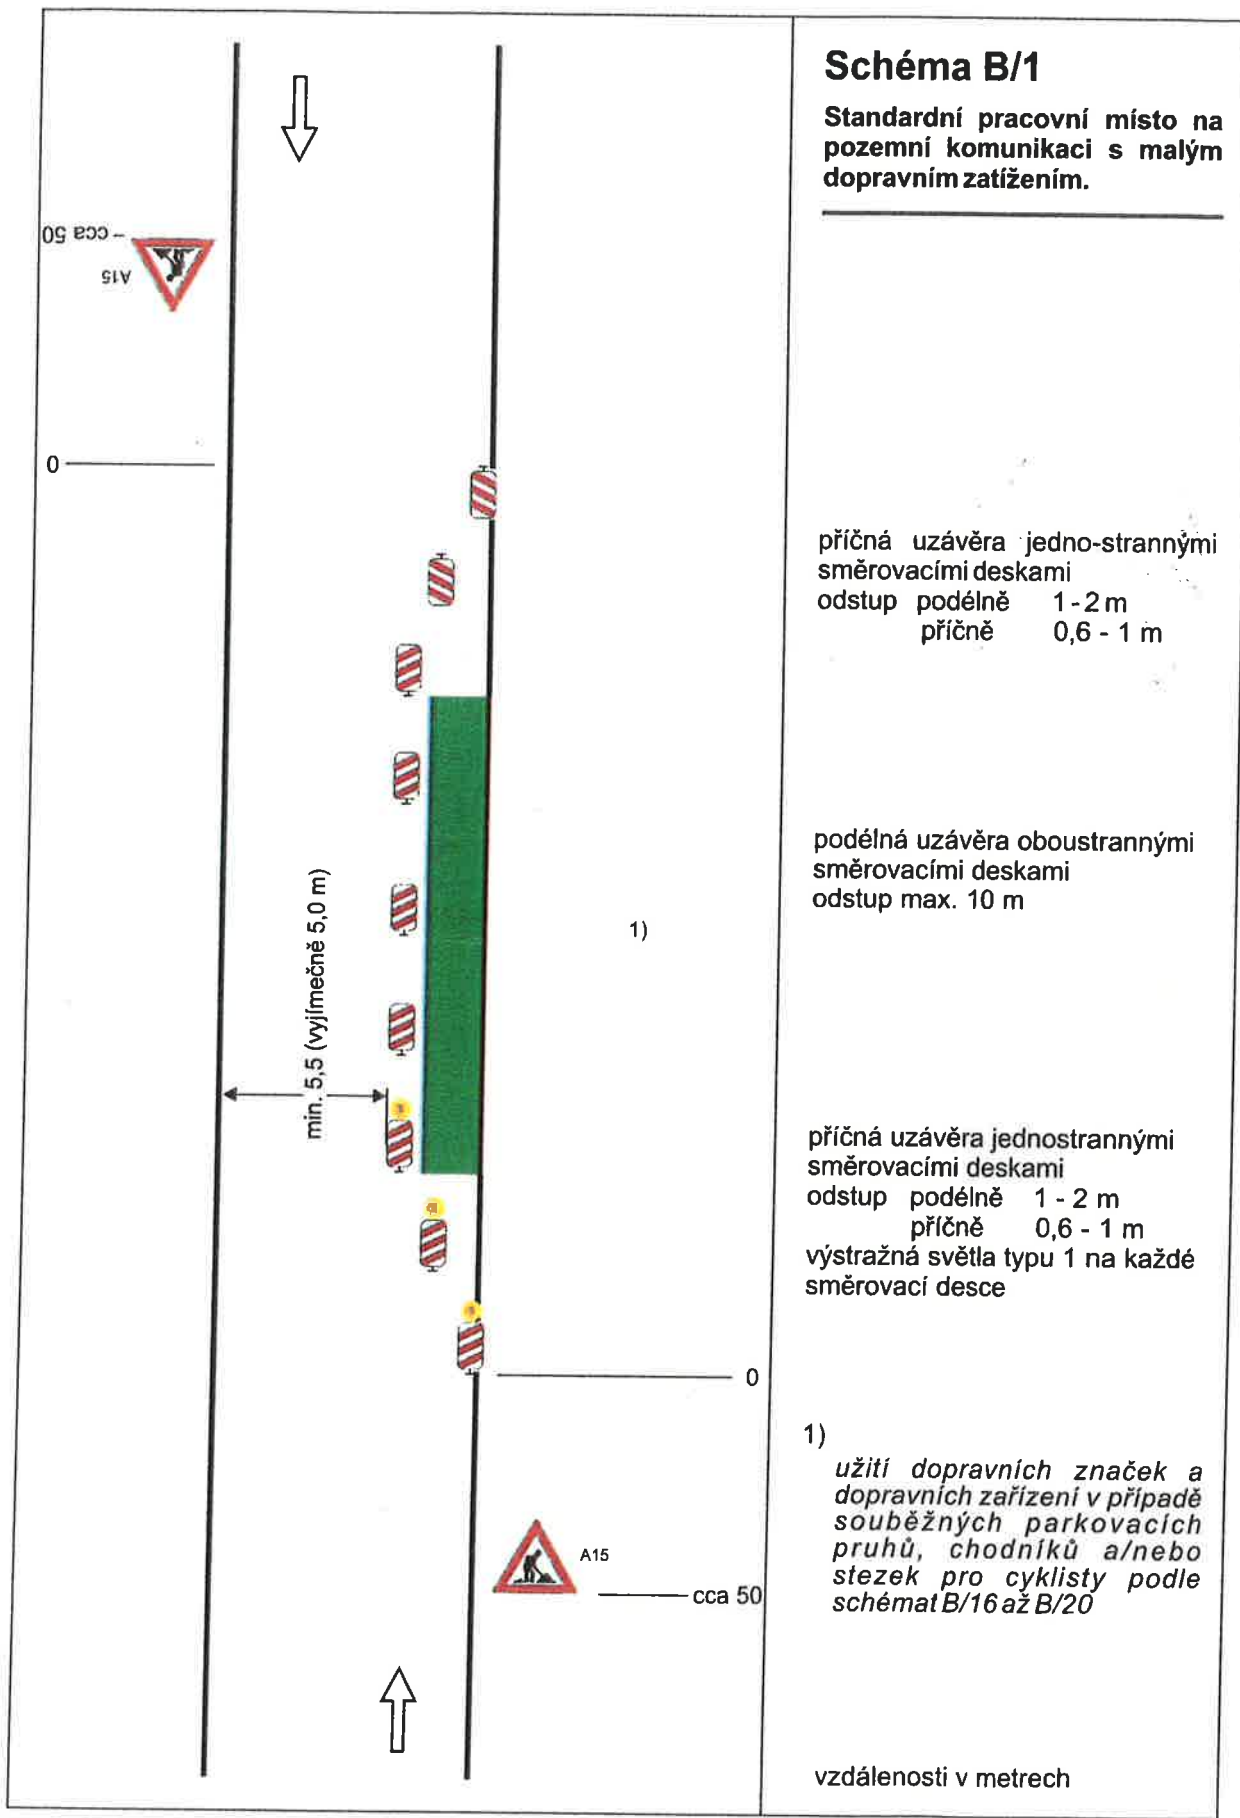 Schéma B/1
Standardní pracovní místo na
pozemní komunikaci s malým
dopravním zatížením.
cca 50
A15
0
příčná uzávěra jedno-strannými
směrovacími deskami
odstup podélně 1-2 m
příčně 0,6 - 1 m
podélná uzávěra oboustrannými
směrovacími deskami
odstup max. 10 m
1)
min. 5,5 (vyjímečně 5,0 m)
příčná uzávěra jednostrannými
směrovacími deskami
odstup podélně 1 - 2 m
příčně 0,6 - 1 m
výstražná světla typu 1 na každé
směrovací desce
0
1)
užití dopravních značek a
dopravních zařízení v případě
souběžných parkovacích
pruhů, chodníků a/nebo
stezek pro cyklisty podle
schémat B/16 až B/20
A15
cca 50
vzdálenosti v metrech